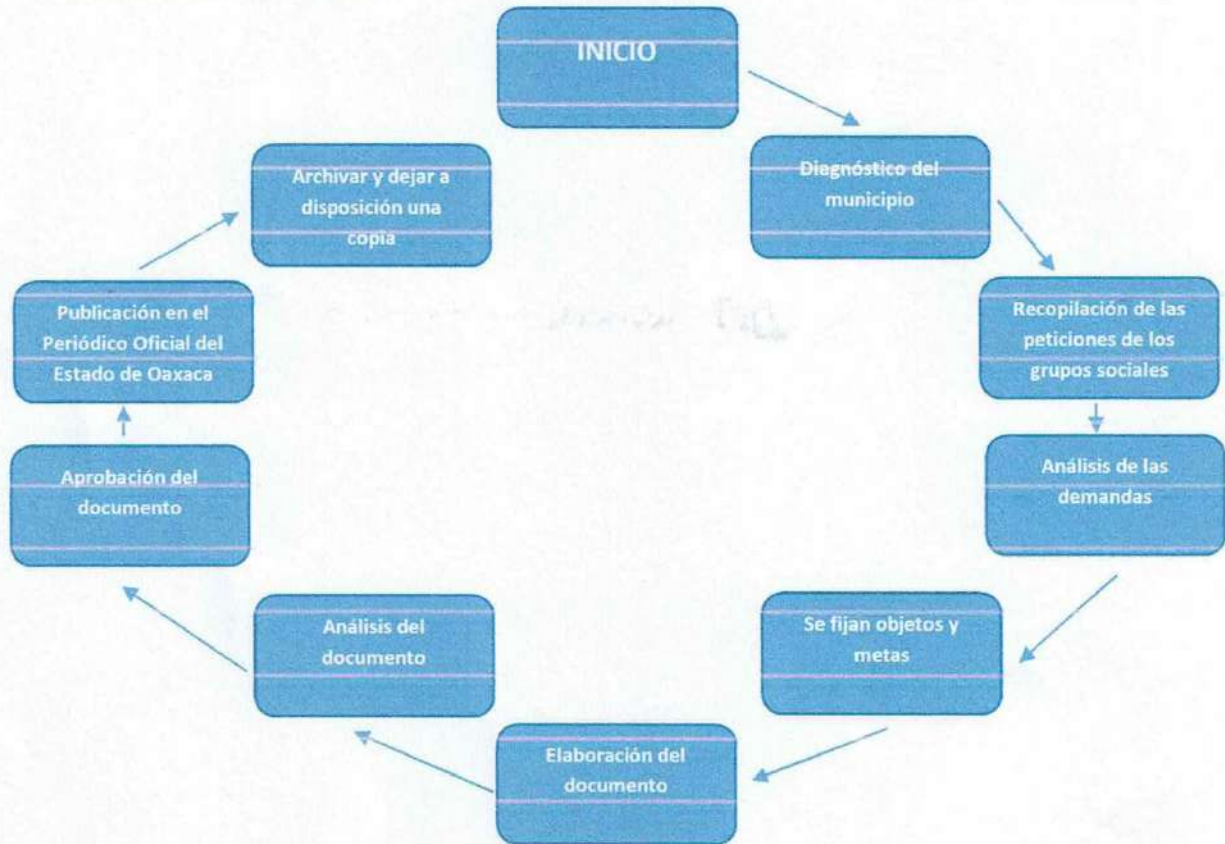 INICIO
Diagnóstico del
municipio
Recopilación de las
peticiones de los
grupos sociales
Análisis de las
demandas
Se fijan objetos y
metas
Elaboración del
documento
Análisis del
documento
Aprobación del
documento
Publicación en el
Periódico Oficial del
Estado de Oaxaca
Archivar y dejar a
disposición una
copia